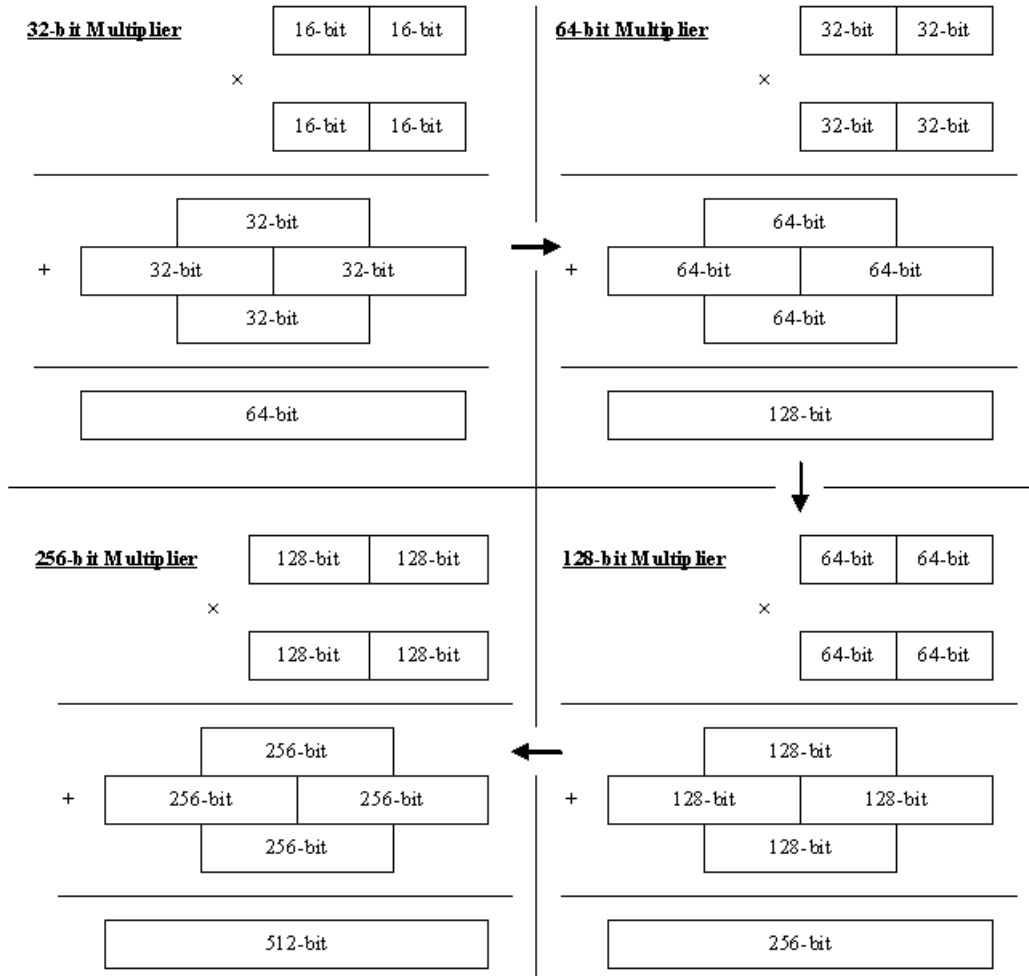 32-bit Multiplier
16-bit 16-bit
×
16-bit 16-bit
32-bit
+ 32-bit 32-bit
32-bit
64-bit
64-bit Multiplier
32-bit 32-bit
×
32-bit 32-bit
64-bit
+ 64-bit 64-bit
64-bit
128-bit
256-bit Multiplier
128-bit 128-bit
×
128-bit 128-bit
256-bit
+ 256-bit 256-bit
256-bit
512-bit
128-bit Multiplier
64-bit 64-bit
×
64-bit 64-bit
128-bit
+ 128-bit 128-bit
128-bit
256-bit